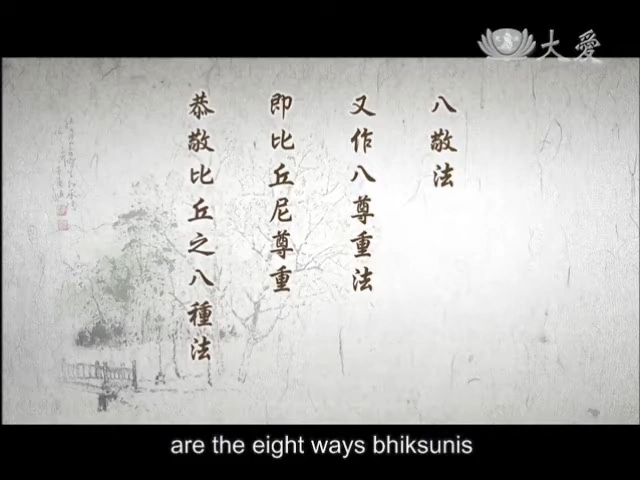 大愛
八敬法
又作八尊重法
即比丘尼尊重
恭敬比丘之八種法
are the eight ways bhiksunis